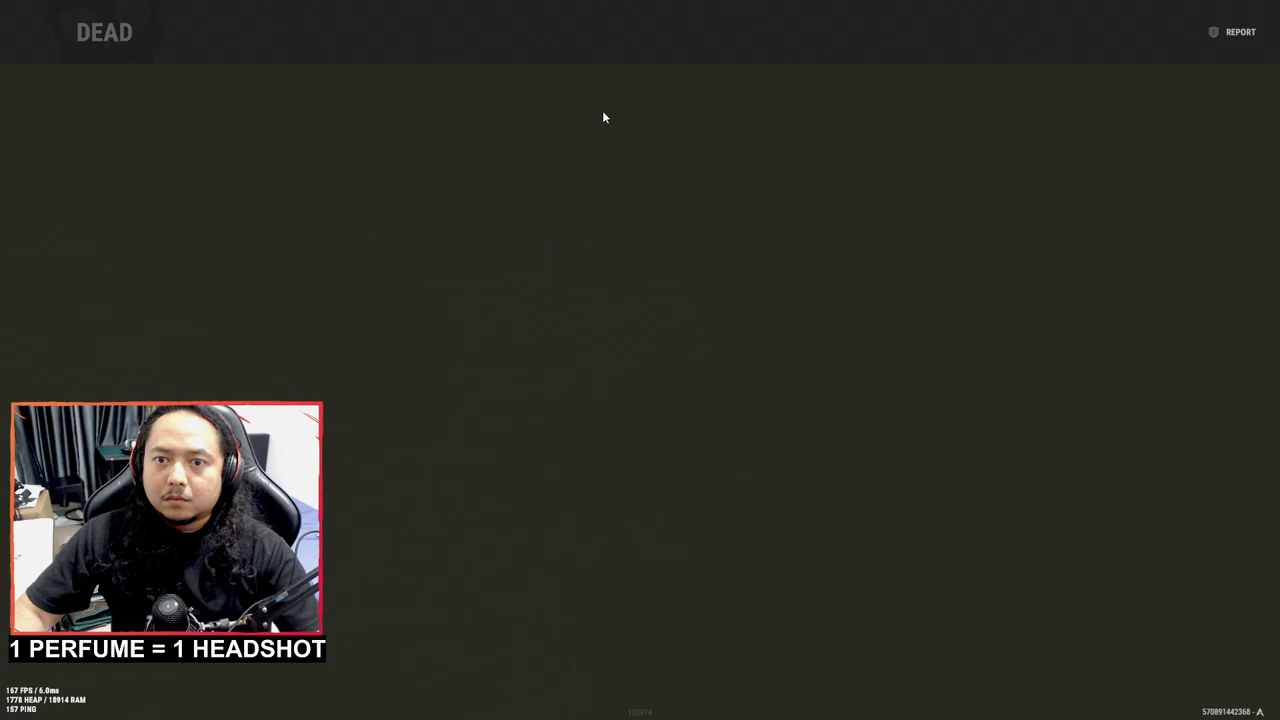 DEAD
REPORT
1 PERFUME = 1 HEADSHOT
167 FPS / 6.0ms
1778 HEAP / 18914 RAM
157 PING
570891442368 -